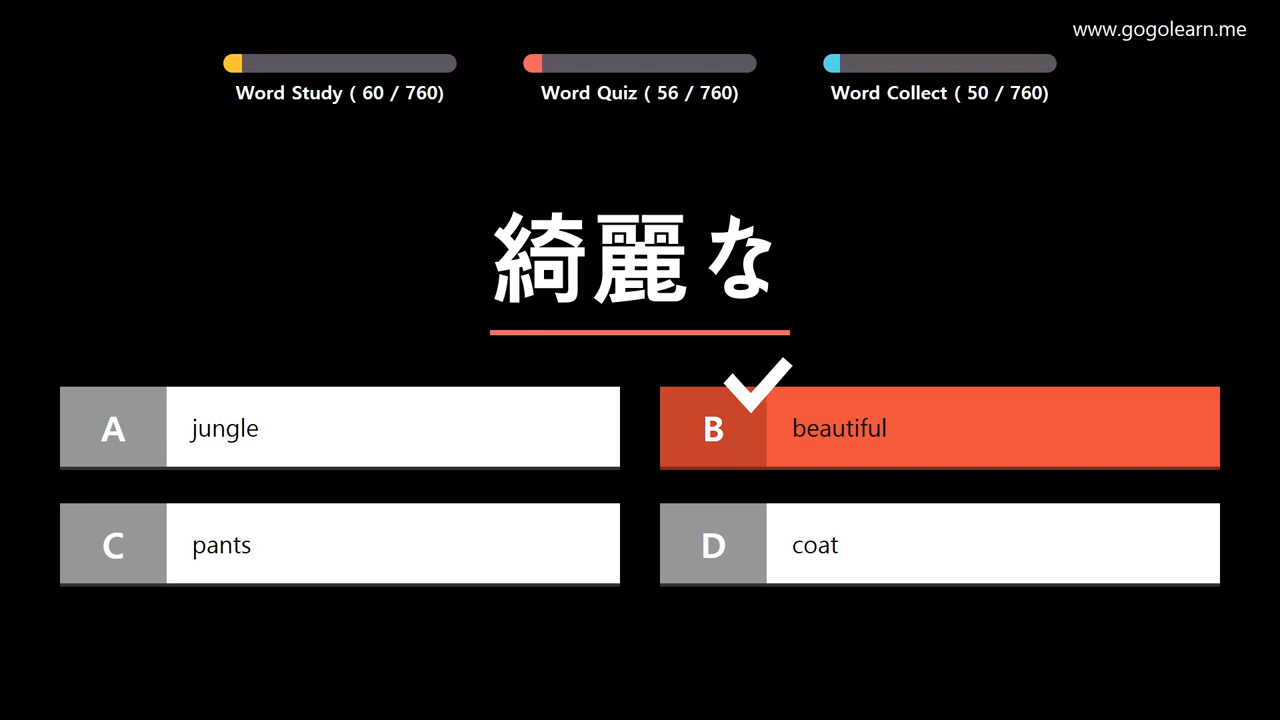 www.gogolearn.me
Word Study ( 60 / 760)
Word Quiz ( 56 / 760)
Word Collect ( 50 / 760)
綺麗な
A jungle
B beautiful
C pants
D coat